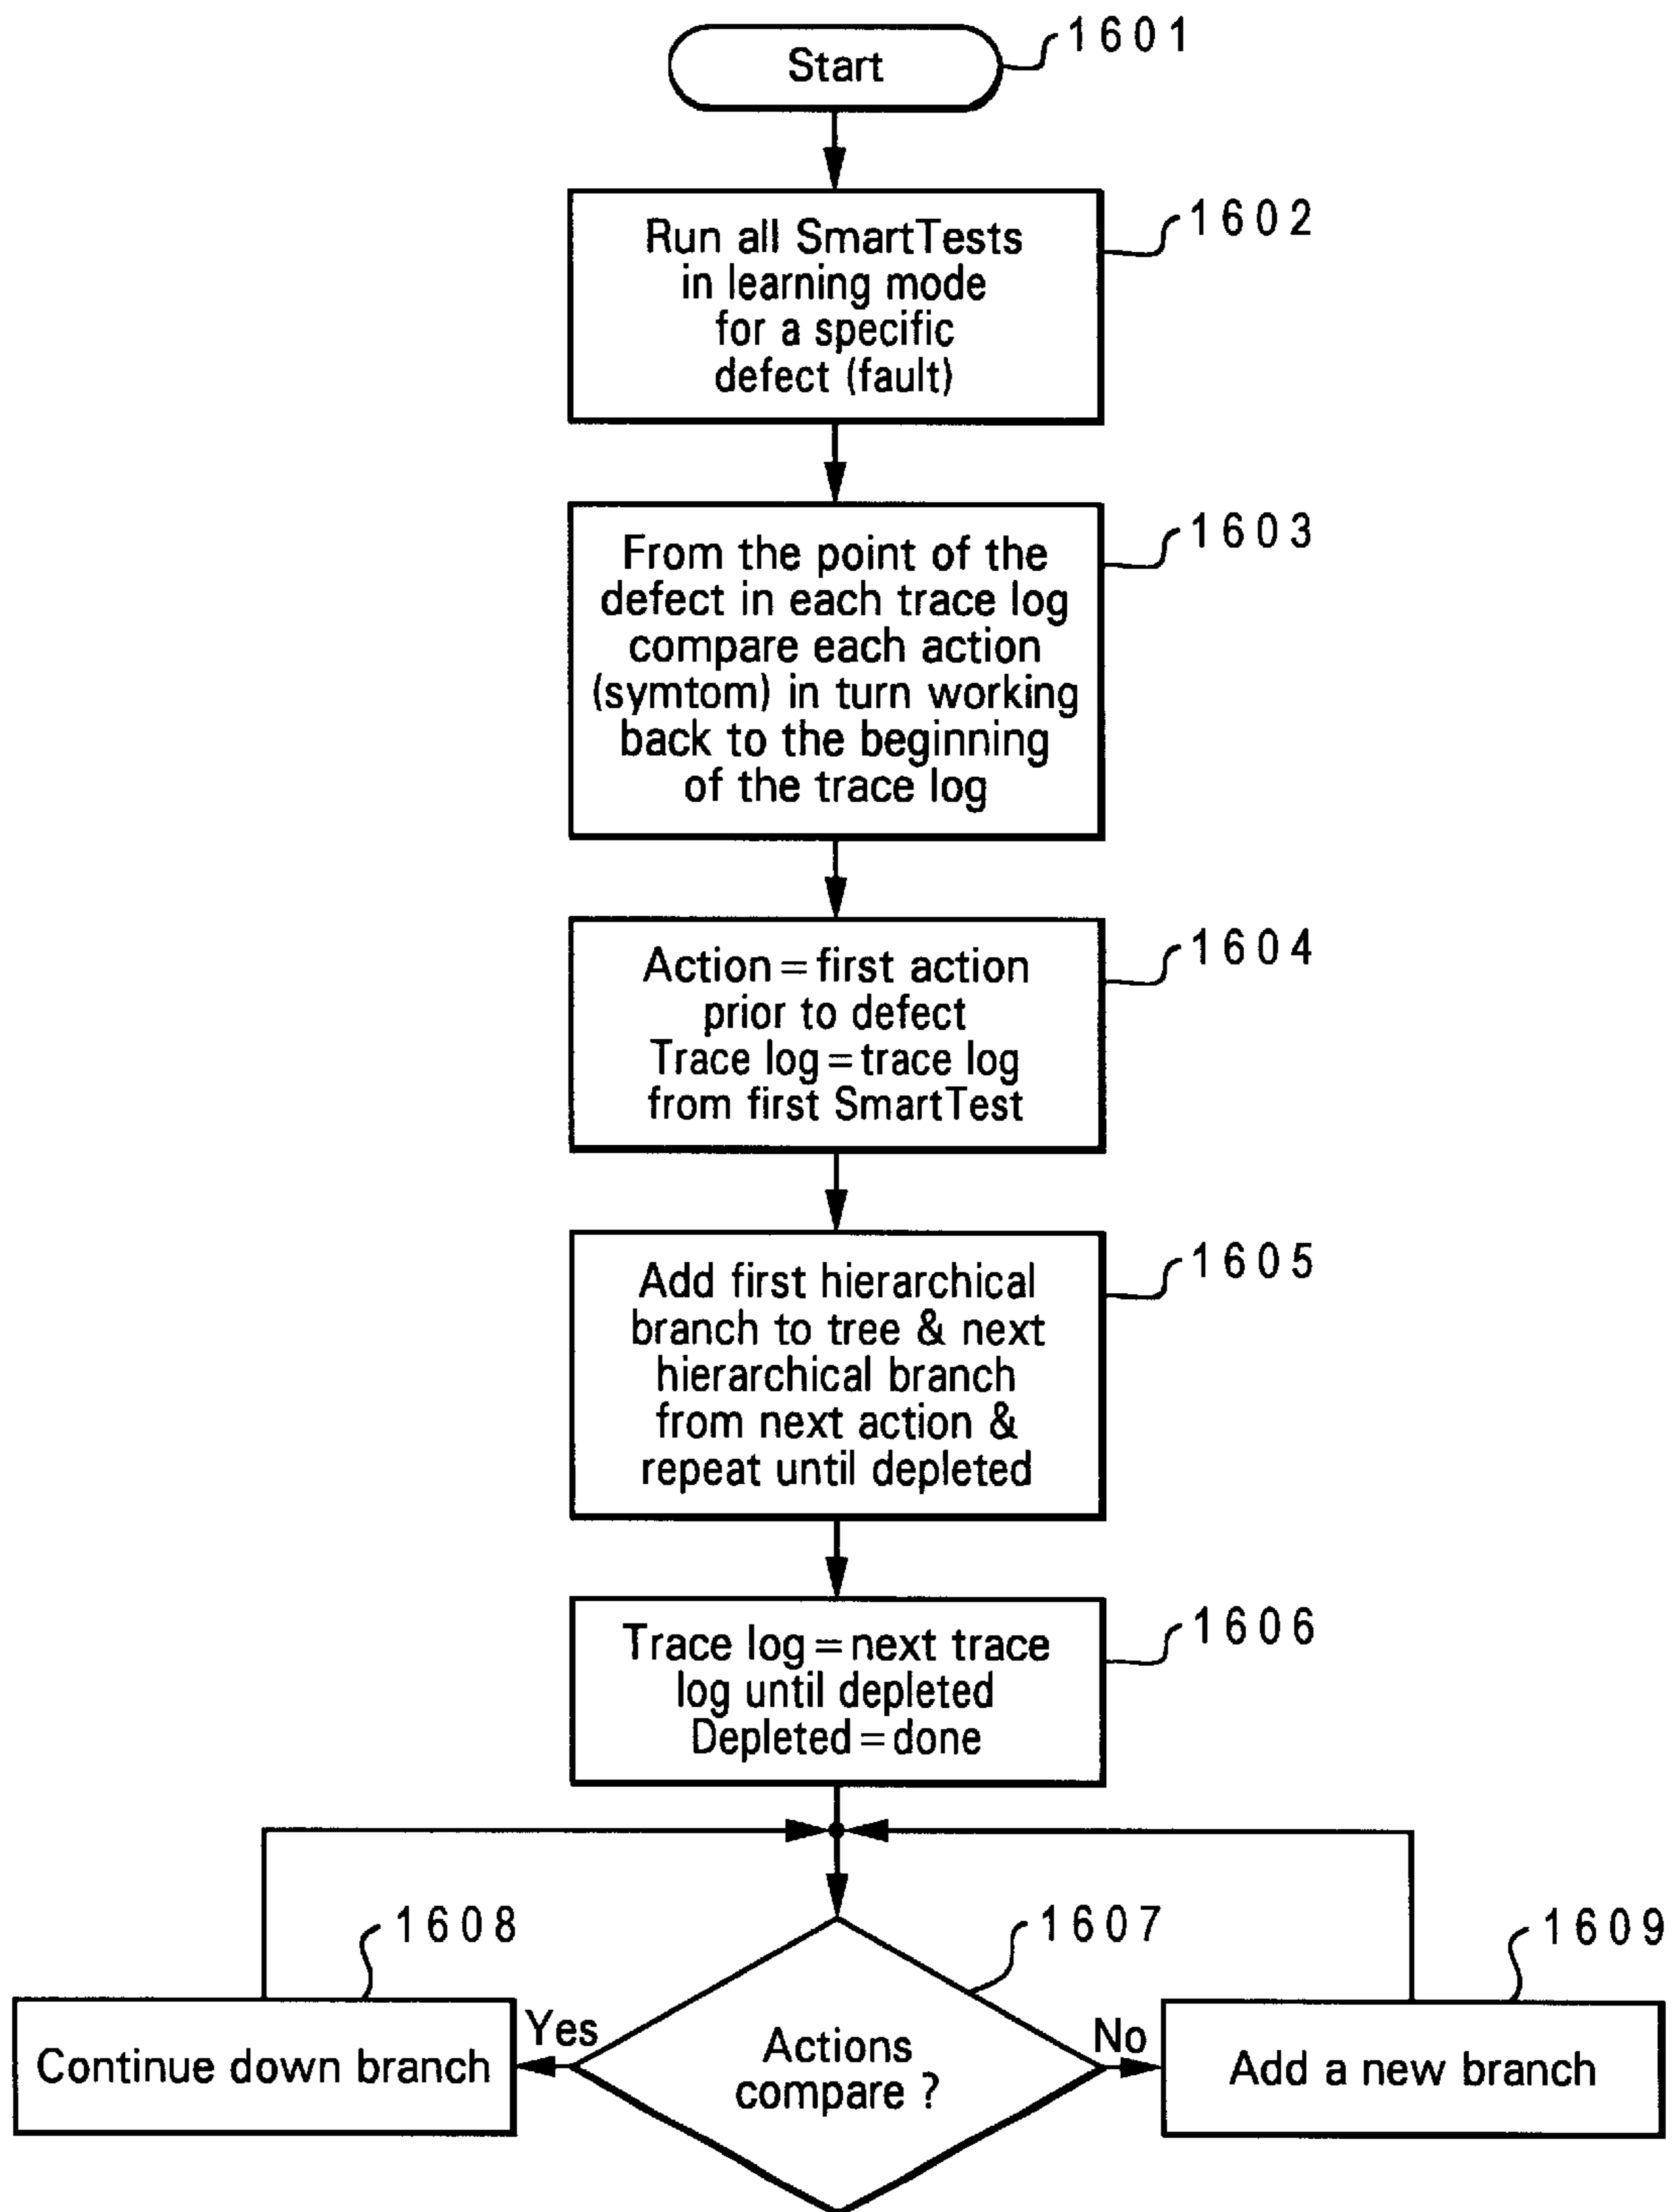 Start
1601
Run all SmartTests
in learning mode
for a specific
defect (fault)
1602
From the point of the
defect in each trace log
compare each action
(symtom) in turn working
back to the beginning
of the trace log
1603
Action = first action
prior to defect
Trace log = trace log
from first SmartTest
1604
Add first hierarchical
branch to tree & next
hierarchical branch
from next action &
repeat until depleted
1605
Trace log = next trace
log until depleted
Depleted = done
1606
1608
1607
1609
Continue down branch
Yes
Actions
compare ?
No
Add a new branch